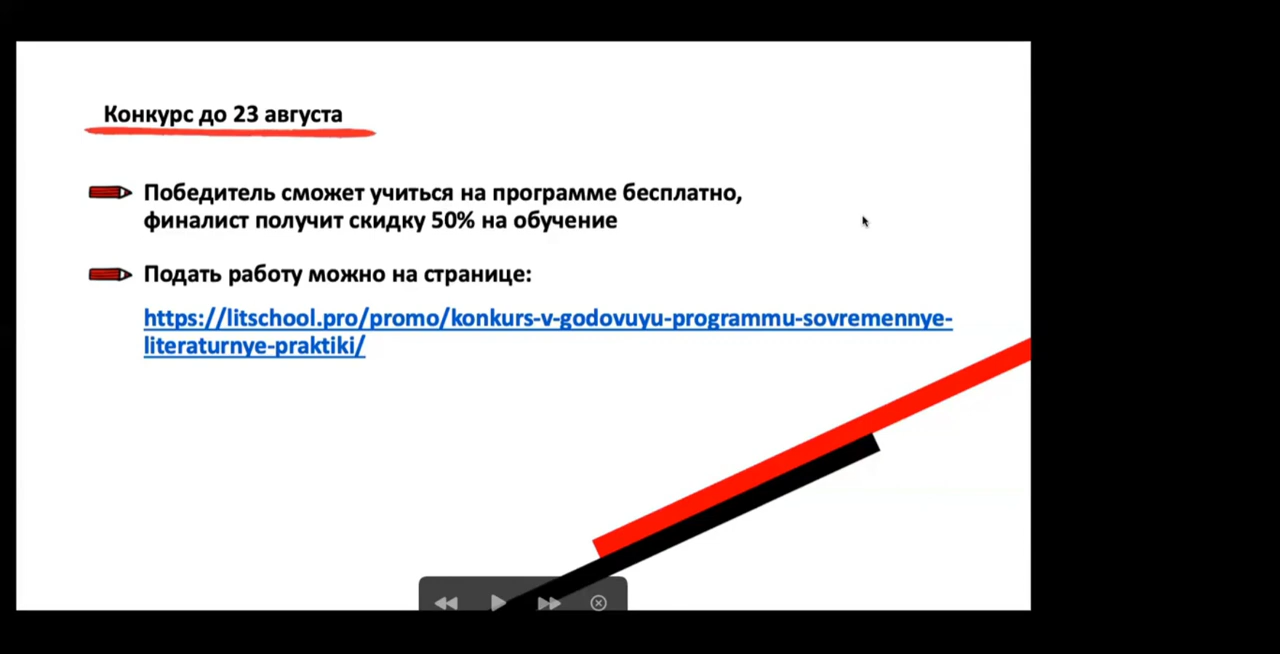 Конкурс до 23 августа
Победитель сможет учиться на программе бесплатно,
финалист получит скидку 50% на обучение
Подать работу можно на странице:
https://litschool.pro/promo/konkurs-v-godovuyu-programmu-sovremennye-
literaturnye-praktiki/